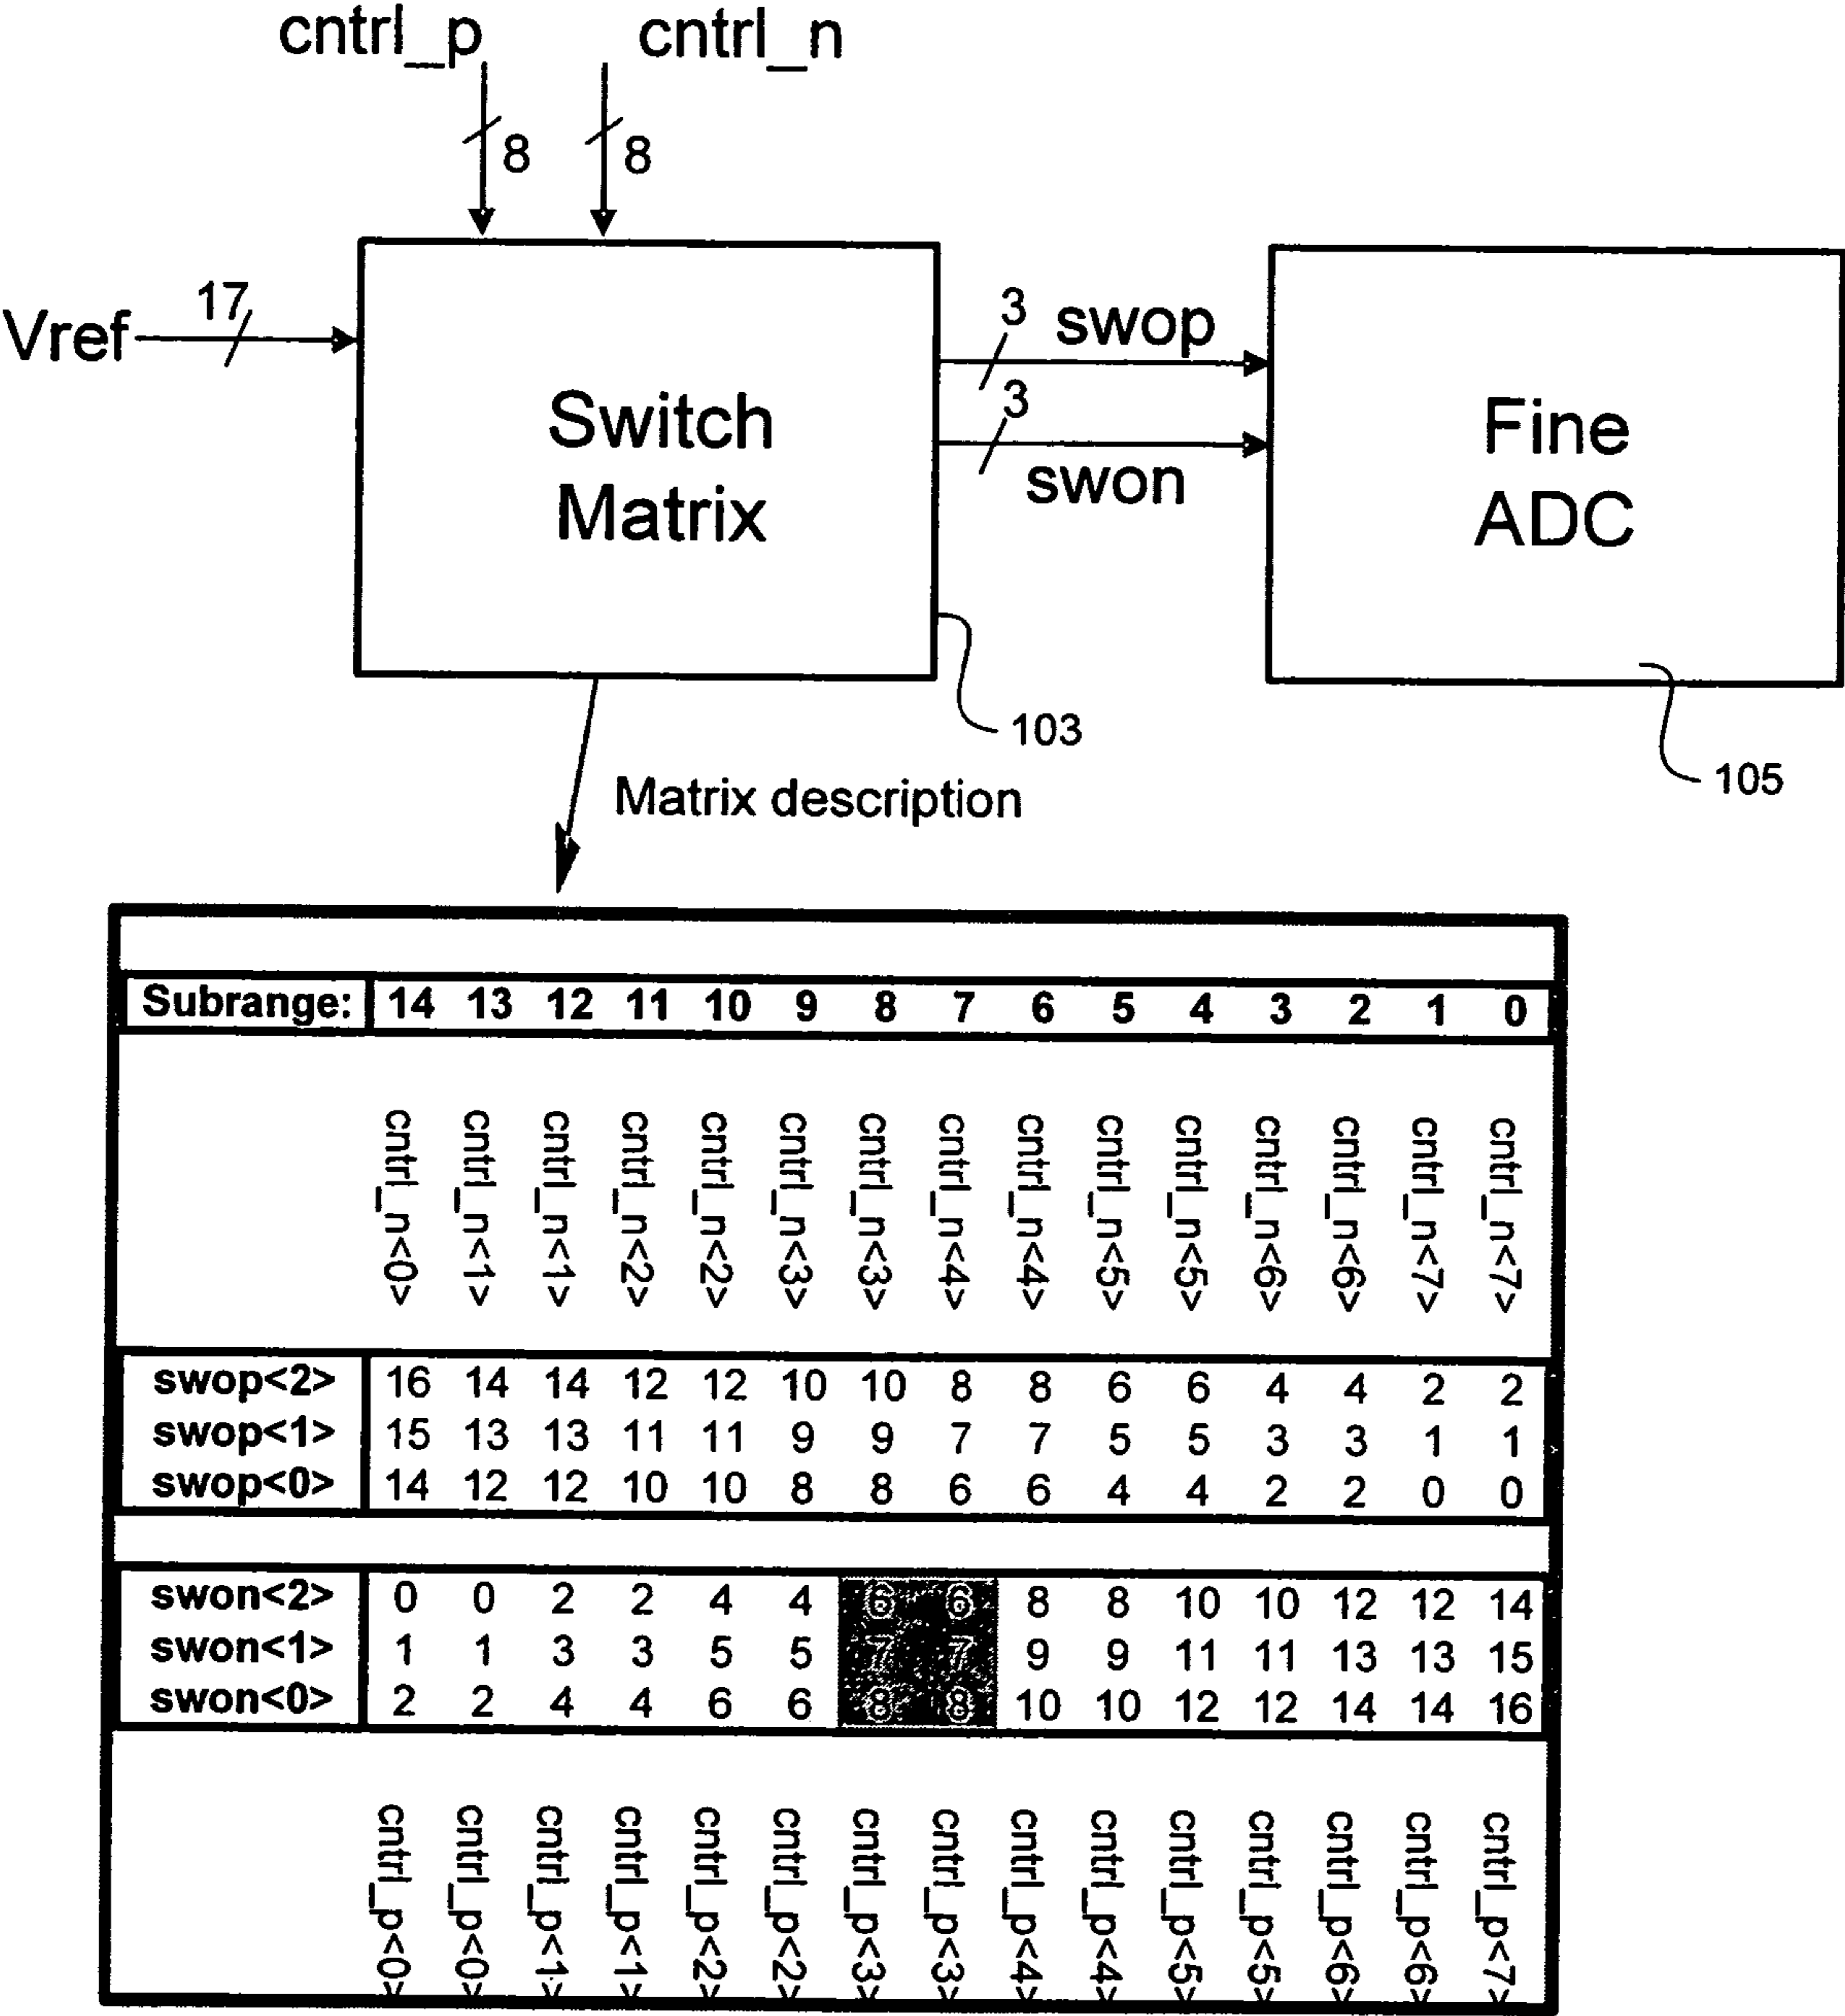 cntrl_p cntrl_n
8 8
Vref 17
3 swop
3
swon
Switch
Matrix
Fine
ADC
103
105
Matrix description
Subrange: 14 13 12 11 10 9 8 7 6 5 4 3 2 1 0
cntrl_n<0> cntrl_n<1> cntrl_n<1> cntrl_n<2> cntrl_n<2> cntrl_n<3> cntrl_n<3> cntrl_n<4> cntrl_n<4> cntrl_n<5> cntrl_n<5> cntrl_n<6> cntrl_n<6> cntrl_n<7> cntrl_n<7>
swop<2> 16 14 14 12 12 10 10 8 8 6 6 4 4 2 2
swop<1> 15 13 13 11 11 9 9 7 7 5 5 3 3 1 1
swop<0> 14 12 12 10 10 8 8 6 6 4 4 2 2 0 0
swon<2> 0 0 2 2 4 4 6 6 8 8 10 10 12 12 14
swon<1> 1 1 3 3 5 5 7 7 9 9 11 11 13 13 15
swon<0> 2 2 4 4 6 6 8 8 10 10 12 12 14 14 16
cntrl_p<0> cntrl_p<0> cntrl_p<1> cntrl_p<1> cntrl_p<2> cntrl_p<2> cntrl_p<3> cntrl_p<3> cntrl_p<4> cntrl_p<4> cntrl_p<5> cntrl_p<5> cntrl_p<6> cntrl_p<6> cntrl_p<7>